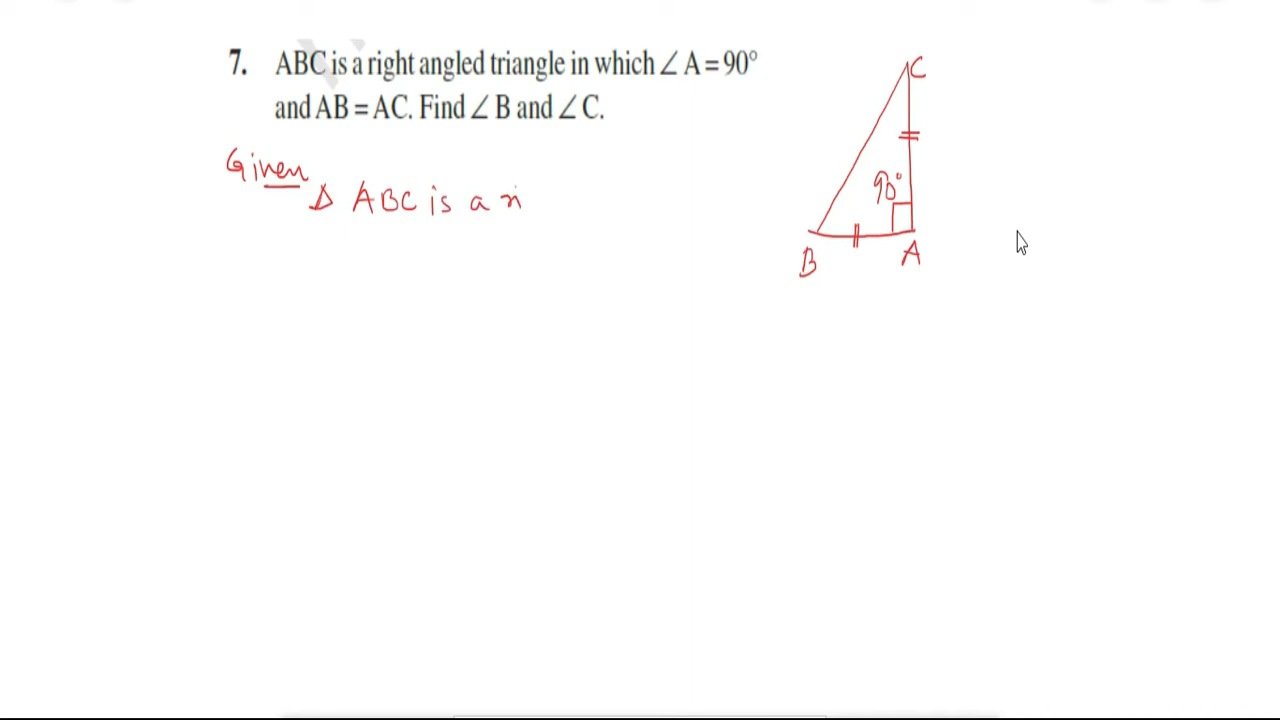 7. ABC is a right angled triangle in which ∠ A = 90°
and AB = AC. Find ∠ B and ∠ C.
Given
Δ ABC is a
C
90°
B
A